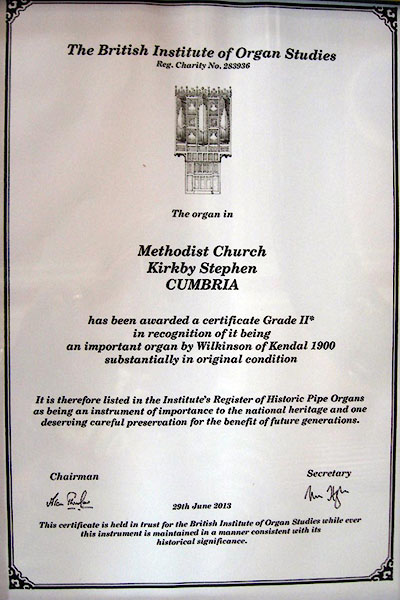 The British Institute of Organ Studies
Reg. Charity No. 283936
The organ in
Methodist Church
Kirkby Stephen
CUMBRIA
has been awarded a certificate Grade II*
in recognition of it being
an important organ by Wilkinson of Kendal 1900
substantially in original condition
It is therefore listed in the Institute's Register of Historic Pipe Organs
as being an instrument of importance to the national heritage and one
deserving careful preservation for the benefit of future generations.
Chairman
Secretary
29th June 2013
This certificate is held in trust for the British Institute of Organ Studies while ever
this instrument is maintained in a manner consistent with its
historical significance.